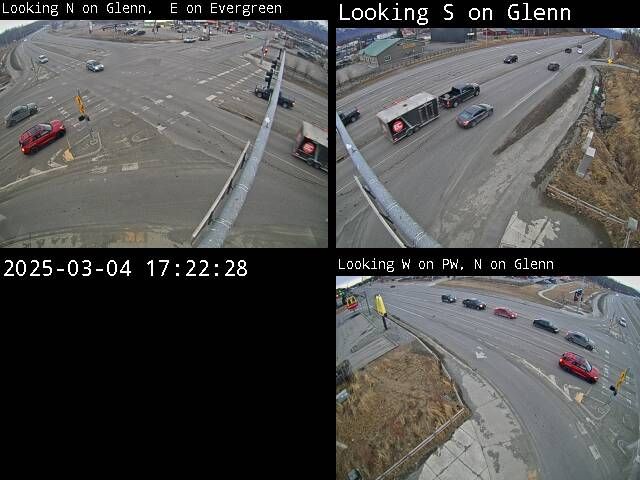 Looking N on Glenn, E on Evergreen
Looking S on Glenn
2025-03-04 17:22:28
Looking W on PW, N on Glenn